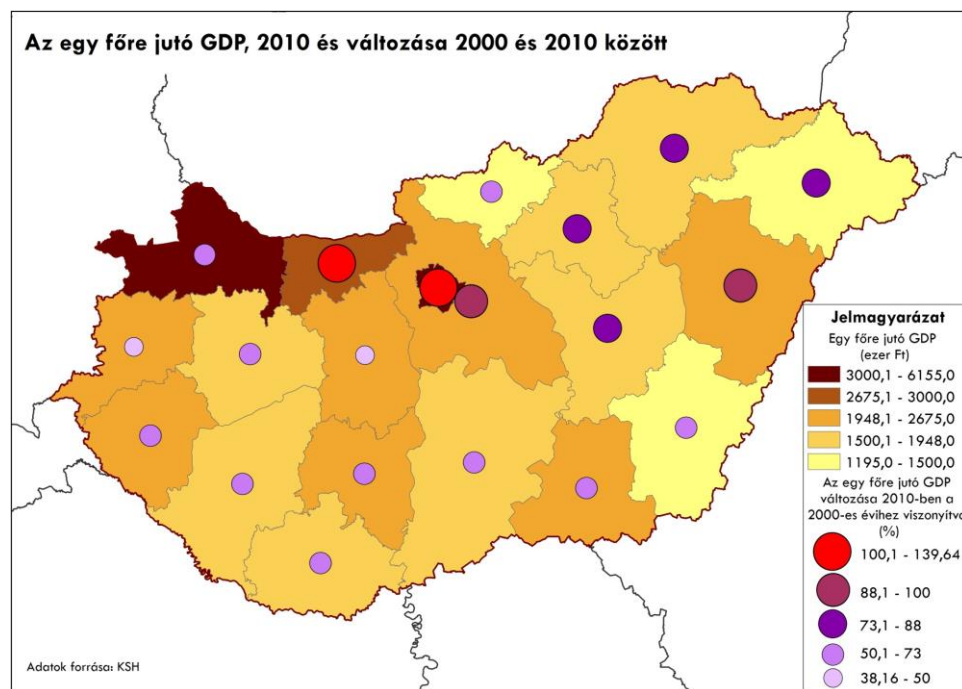 Az egy főre jutó GDP, 2010 és változása 2000 és 2010 között
Jelmagyarázat
Egy főre jutó GDP
(ezer Ft)
3000,1 - 6155,0
2675,1 - 3000,0
1948,1 - 2675,0
1500,1 - 1948,0
1195,0 - 1500,0
Az egy főre jutó GDP
változása 2010-ben a
2000-es évihez viszonyítva
(%)
100,1 - 139,64
88,1 - 100
73,1 - 88
50,1 - 73
38,16 - 50
Adatok forrása: KSH